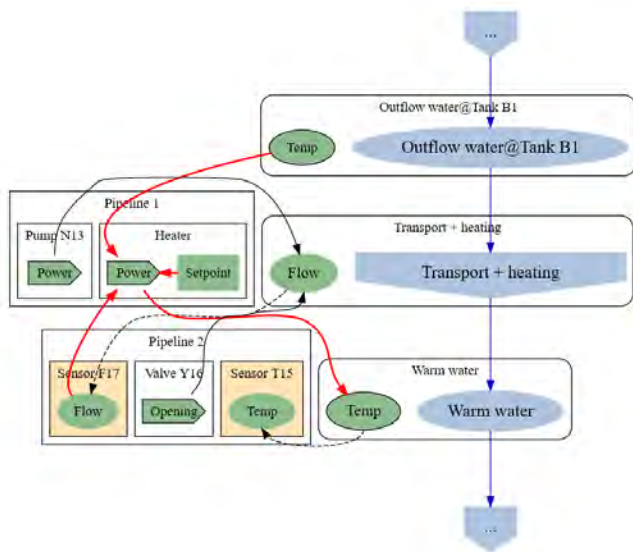 ...
Outflow water@Tank B1
Temp
Outflow water@Tank B1
Pipeline 1
Pump N13
Heater
Transport + heating
Power
Power
Setpoint
Flow
Transport + heating
Pipeline 2
Sensor F17
Valve Y16
Sensor T15
Warm water
Flow
Opening
Temp
Temp
Warm water
...